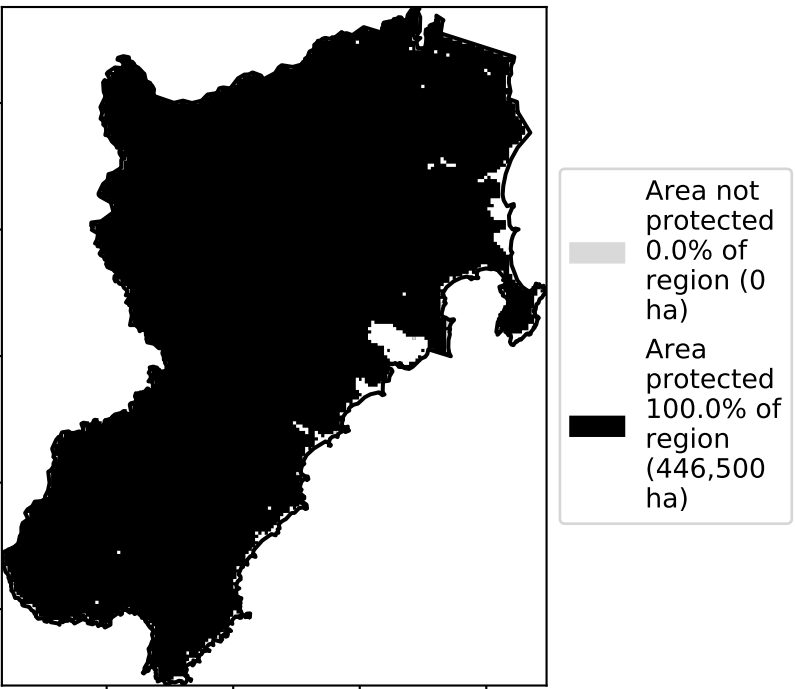 Area not
protected
0.0% of
region (0
ha)
Area
protected
100.0% of
region
(446,500
ha)